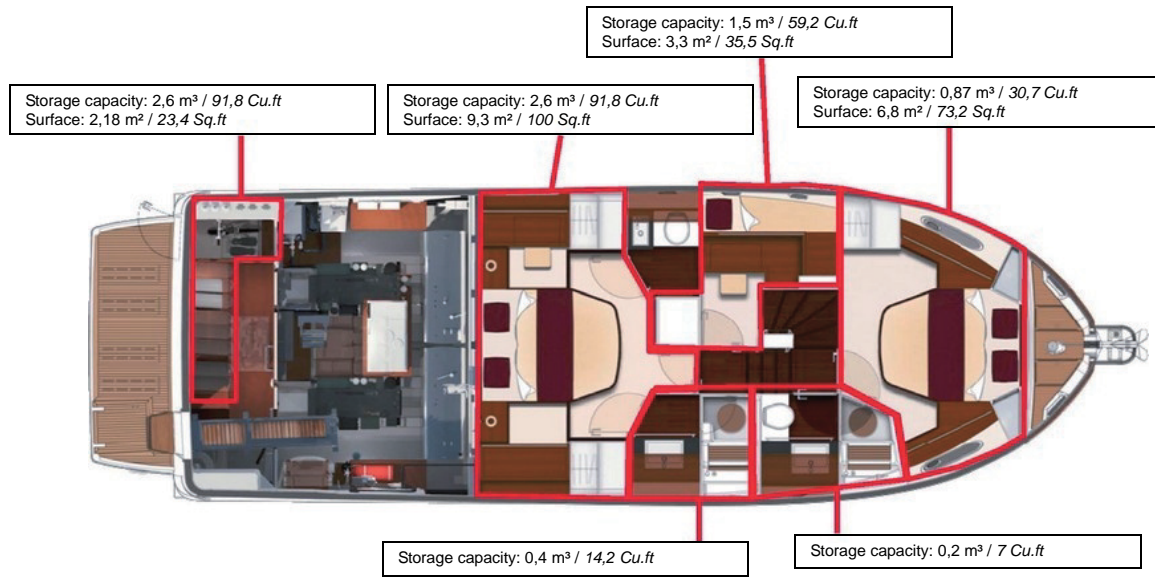 Storage capacity: 1,5 m³ / 59,2 Cu.ft
Surface: 3,3 m² / 35,5 Sq.ft
Storage capacity: 2,6 m³ / 91,8 Cu.ft
Surface: 2,18 m² / 23,4 Sq.ft
Storage capacity: 2,6 m³ / 91,8 Cu.ft
Surface: 9,3 m² / 100 Sq.ft
Storage capacity: 0,87 m³ / 30,7 Cu.ft
Surface: 6,8 m² / 73,2 Sq.ft
Storage capacity: 0,4 m³ / 14,2 Cu.ft
Storage capacity: 0,2 m³ / 7 Cu.ft